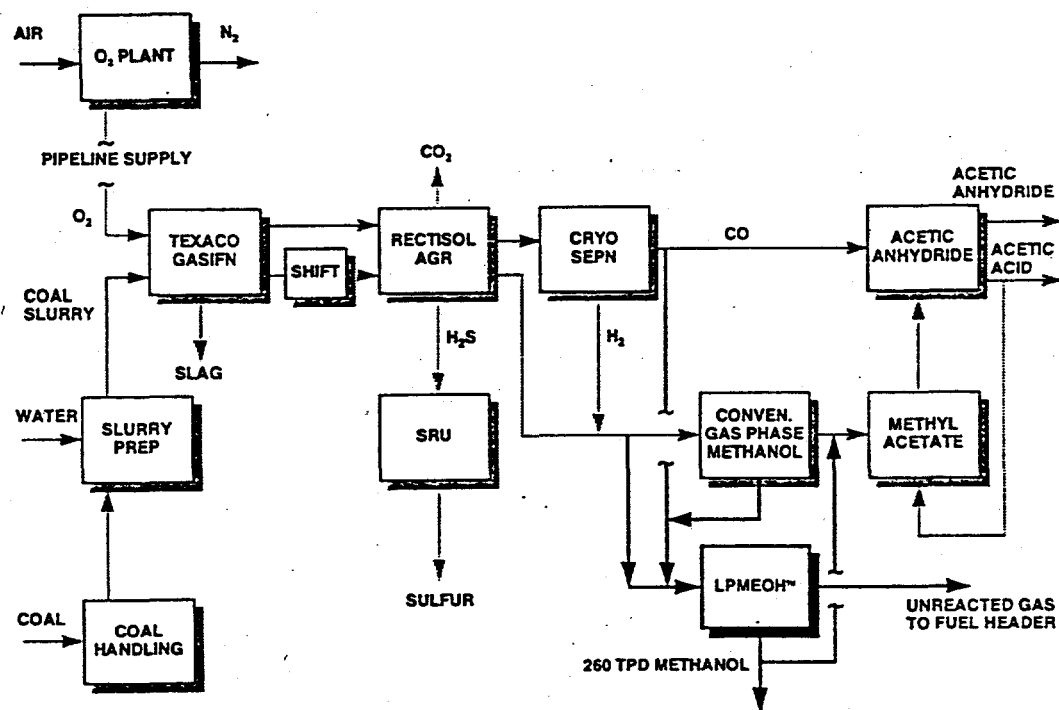 AIR
N₂
O₂ PLANT
PIPELINE SUPPLY
O₂
CO₂
TEXACO
GASIFN
SHIFT
RECTISOL
AGR
CRYO
SEPN
CO
ACETIC
ANHYDRIDE
ACETIC
ANHYDRIDE
ACETIC
ACID
COAL
SLURRY
SLAG
H₂S
H₂
WATER
SLURRY
PREP
SRU
CONVEN.
GAS PHASE
METHANOL
METHYL
ACETATE
SULFUR
LPMEOH™
UNREACTED GAS
TO FUEL HEADER
COAL
COAL
HANDLING
260 TPD METHANOL